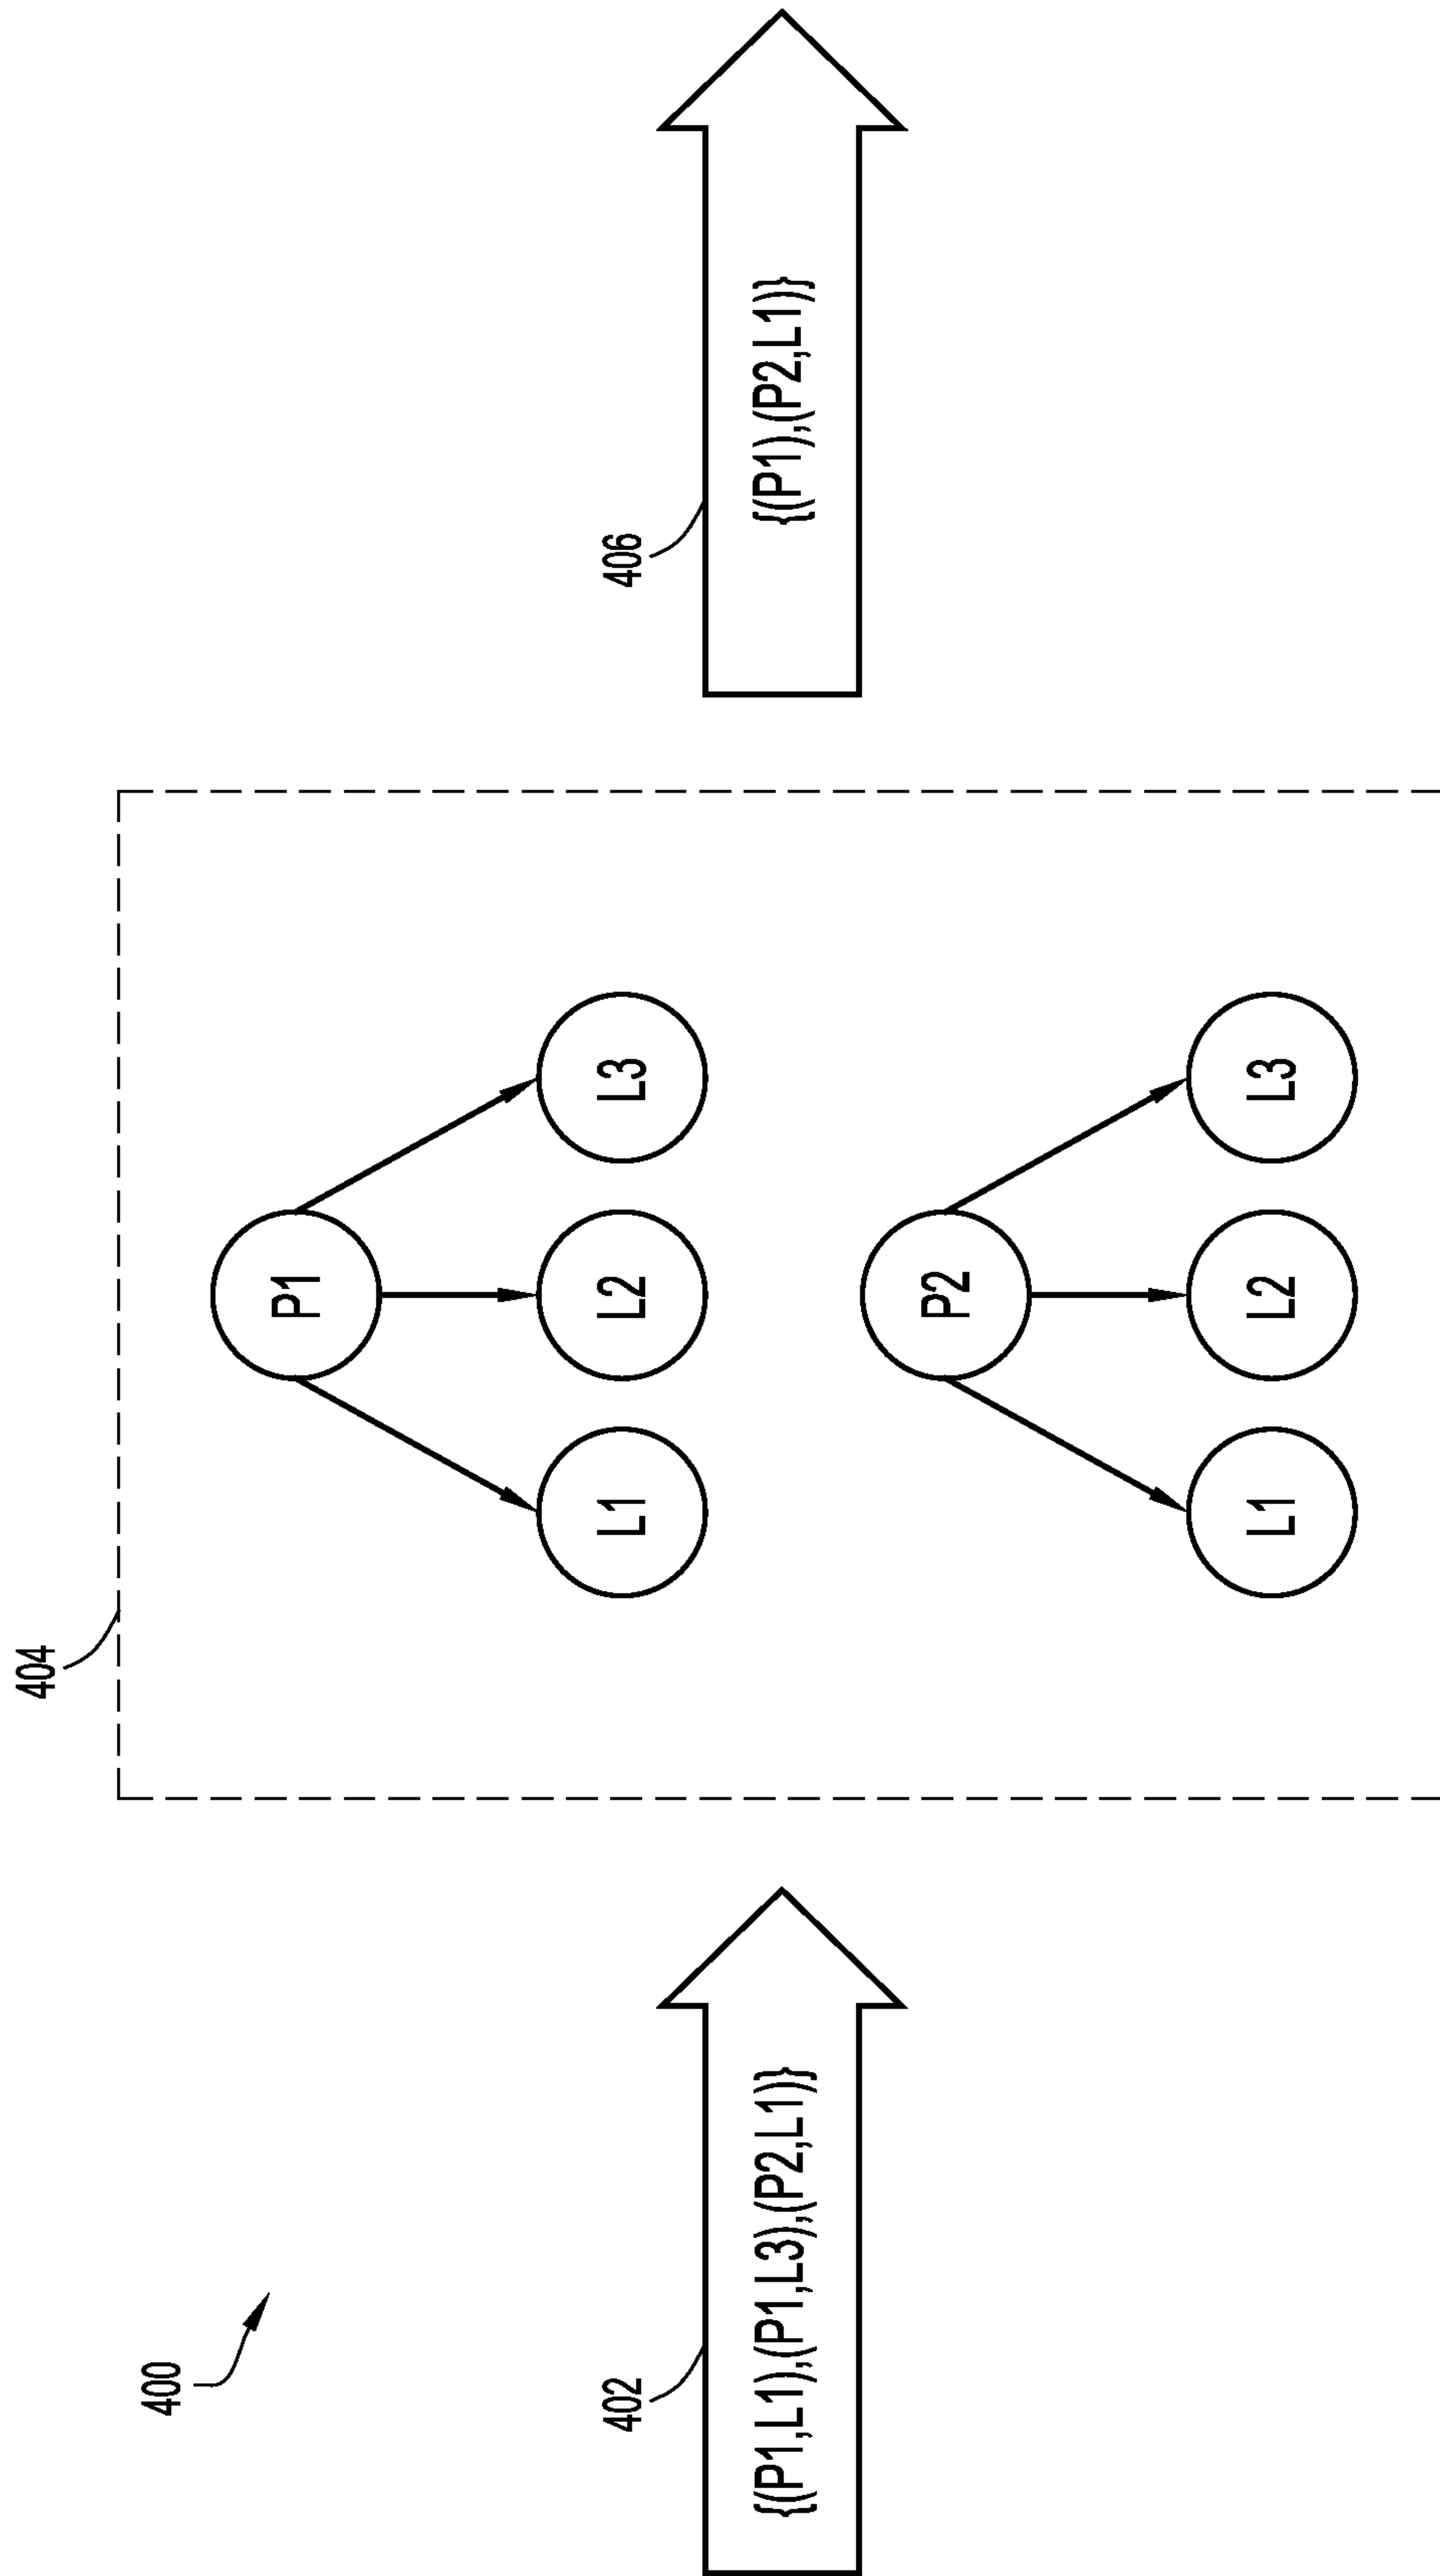 400
402
{(P1,L1),(P1,L3),(P2,L1)}
404
P1
L1
L2
L3
P2
L1
L2
L3
406
{(P1),(P2,L1)}